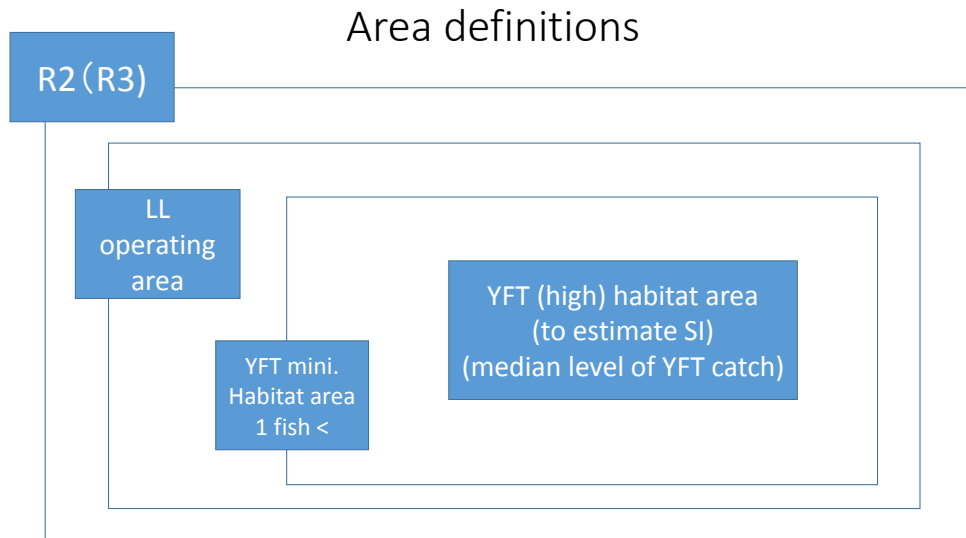 Area definitions
R2（R3)
LL
operating
area
YFT (high) habitat area
(to estimate SI)
(median level of YFT catch)
YFT mini.
Habitat area
1 fish <